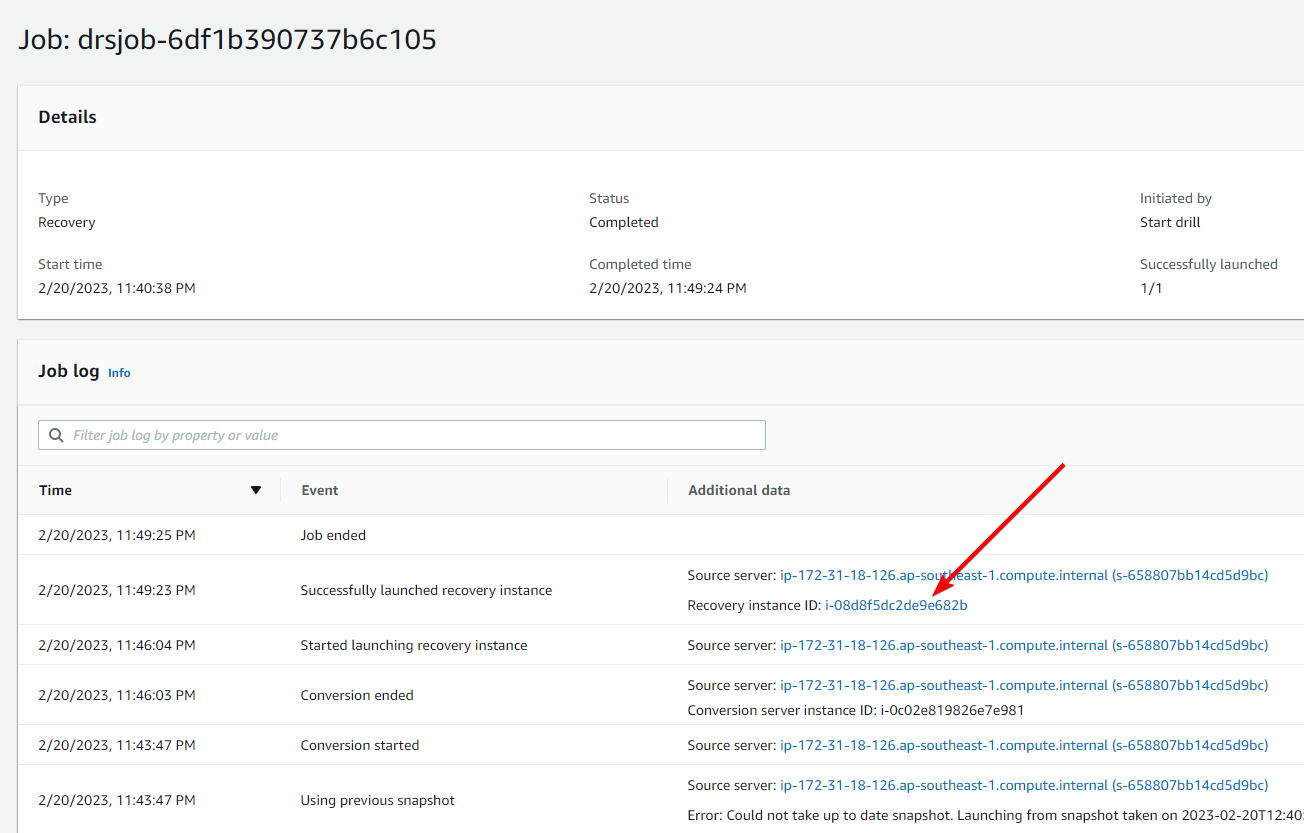 Job: drsjob-6df1b390737b6c105
Details
Type
Recovery
Status
Completed
Initiated by
Start drill
Start time
2/20/2023, 11:40:38 PM
Completed time
2/20/2023, 11:49:24 PM
Successfully launched
1/1
Job log Info
Filter job log by property or value
Time Event Additional data
2/20/2023, 11:49:25 PM Job ended
2/20/2023, 11:49:23 PM Successfully launched recovery instance
Source server: ip-172-31-18-126.ap-southeast-1.compute.internal (s-658807bb14cd5d9bc)
Recovery instance ID: i-08d8f5dc2de9e682b
2/20/2023, 11:46:04 PM Started launching recovery instance Source server: ip-172-31-18-126.ap-southeast-1.compute.internal (s-658807bb14cd5d9bc)
2/20/2023, 11:46:03 PM Conversion ended
Source server: ip-172-31-18-126.ap-southeast-1.compute.internal (s-658807bb14cd5d9bc)
Conversion server instance ID: i-0c02e819826e7e981
2/20/2023, 11:43:47 PM Conversion started Source server: ip-172-31-18-126.ap-southeast-1.compute.internal (s-658807bb14cd5d9bc)
2/20/2023, 11:43:47 PM Using previous snapshot
Source server: ip-172-31-18-126.ap-southeast-1.compute.internal (s-658807bb14cd5d9bc)
Error: Could not take up to date snapshot. Launching from snapshot taken on 2023-02-20T12:40: